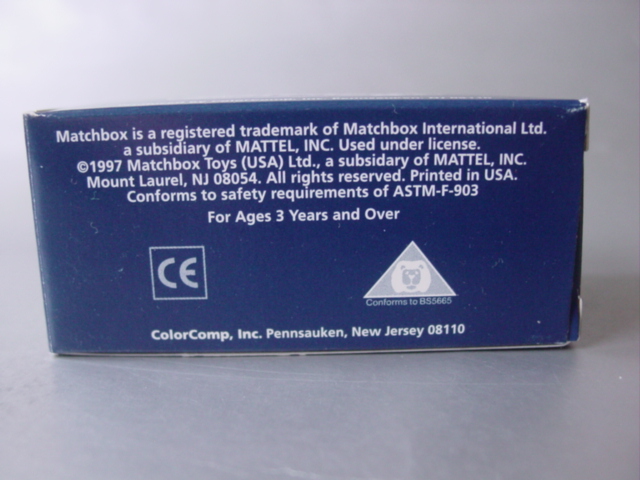 Matchbox is a registered trademark of Matchbox International Ltd.
a subsidiary of MATTEL, INC. Used under license.
©1997 Matchbox Toys (USA) Ltd., a subsidary of MATTEL, INC.
Mount Laurel, NJ 08054. All rights reserved. Printed in USA.
Conforms to safety requirements of ASTM-F-903
For Ages 3 Years and Over
CE
Conforms to BS5665
ColorComp, Inc. Pennsauken, New Jersey 08110